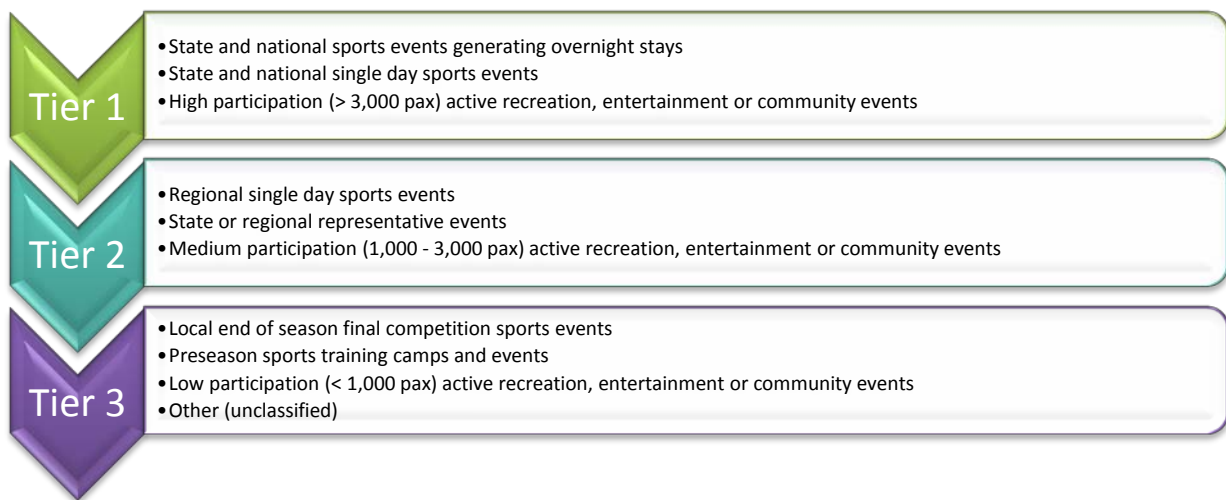 Tier 1
•State and national sports events generating overnight stays
•State and national single day sports events
•High participation (> 3,000 pax) active recreation, entertainment or community events
Tier 2
•Regional single day sports events
•State or regional representative events
•Medium participation (1,000 - 3,000 pax) active recreation, entertainment or community events
Tier 3
•Local end of season final competition sports events
•Preseason sports training camps and events
•Low participation (< 1,000 pax) active recreation, entertainment or community events
•Other (unclassified)